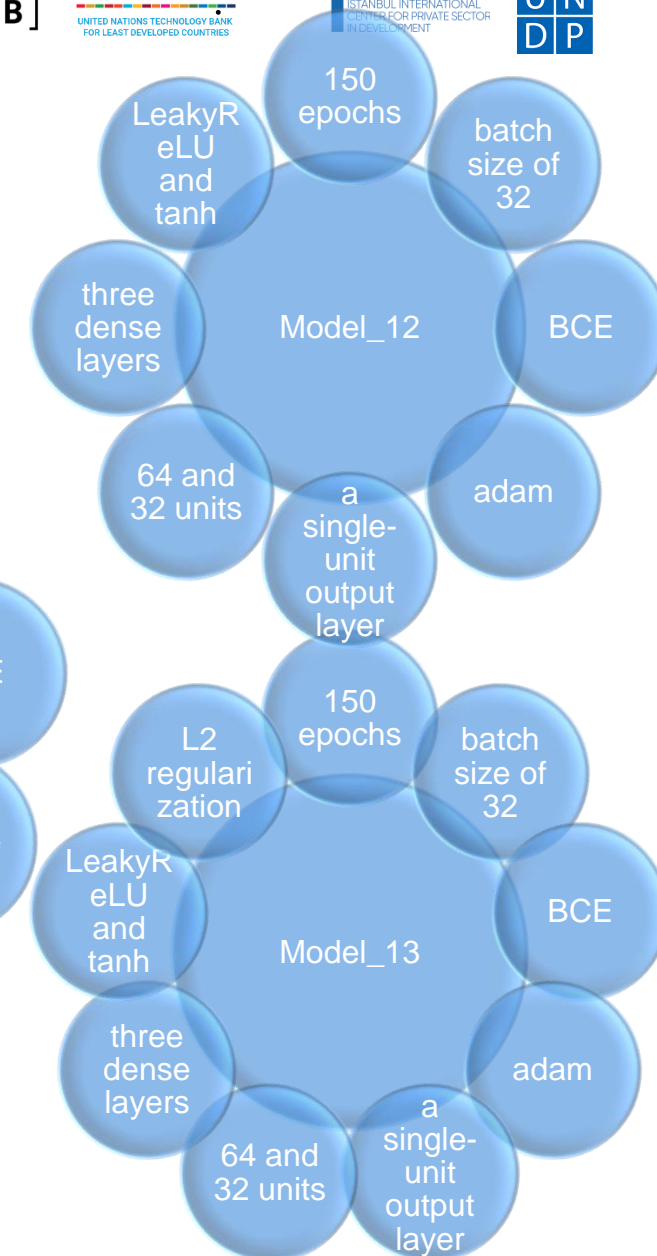 B]
UNITED NATIONS TECHNOLOGY BANK
FOR LEAST DEVELOPED COUNTRIES
ISTANBUL INTERNATIONAL
CENTER FOR PRIVATE SECTOR
IN DEVELOPMENT
U N
D P
150
epochs
LeakyR
eLU
and
tanh
batch
size of
32
three
dense
layers
Model_12
BCE
64 and
32 units
adam
a
single-
unit
output
layer
150
epochs
L2
regulari
zation
batch
size of
32
LeakyR
eLU
and
tanh
BCE
Model_13
three
dense
layers
adam
64 and
32 units
a
single-
unit
output
layer